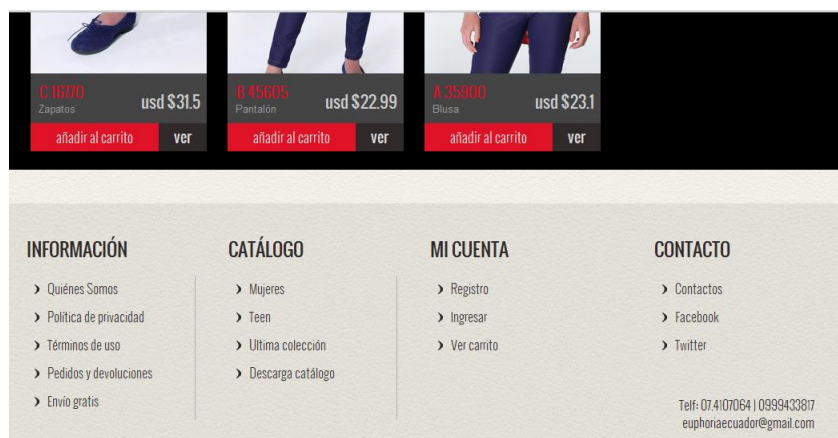 C 16770
Zapatos
usd $31.5
añadir al carrito
ver
B 45605
Pantalón
usd $22.99
añadir al carrito
ver
A 35900
Blusa
usd $23.1
añadir al carrito
ver
INFORMACIÓN
Quiénes Somos
Política de privacidad
Términos de uso
Pedidos y devoluciones
Envío gratis
CATÁLOGO
Mujeres
Teen
Ultima colección
Descarga catálogo
MI CUENTA
Registro
Ingresar
Ver carrito
CONTACTO
Contactos
Facebook
Twitter
Telf: 07.4107064 | 0999433817
euphoriaecuador@gmail.com